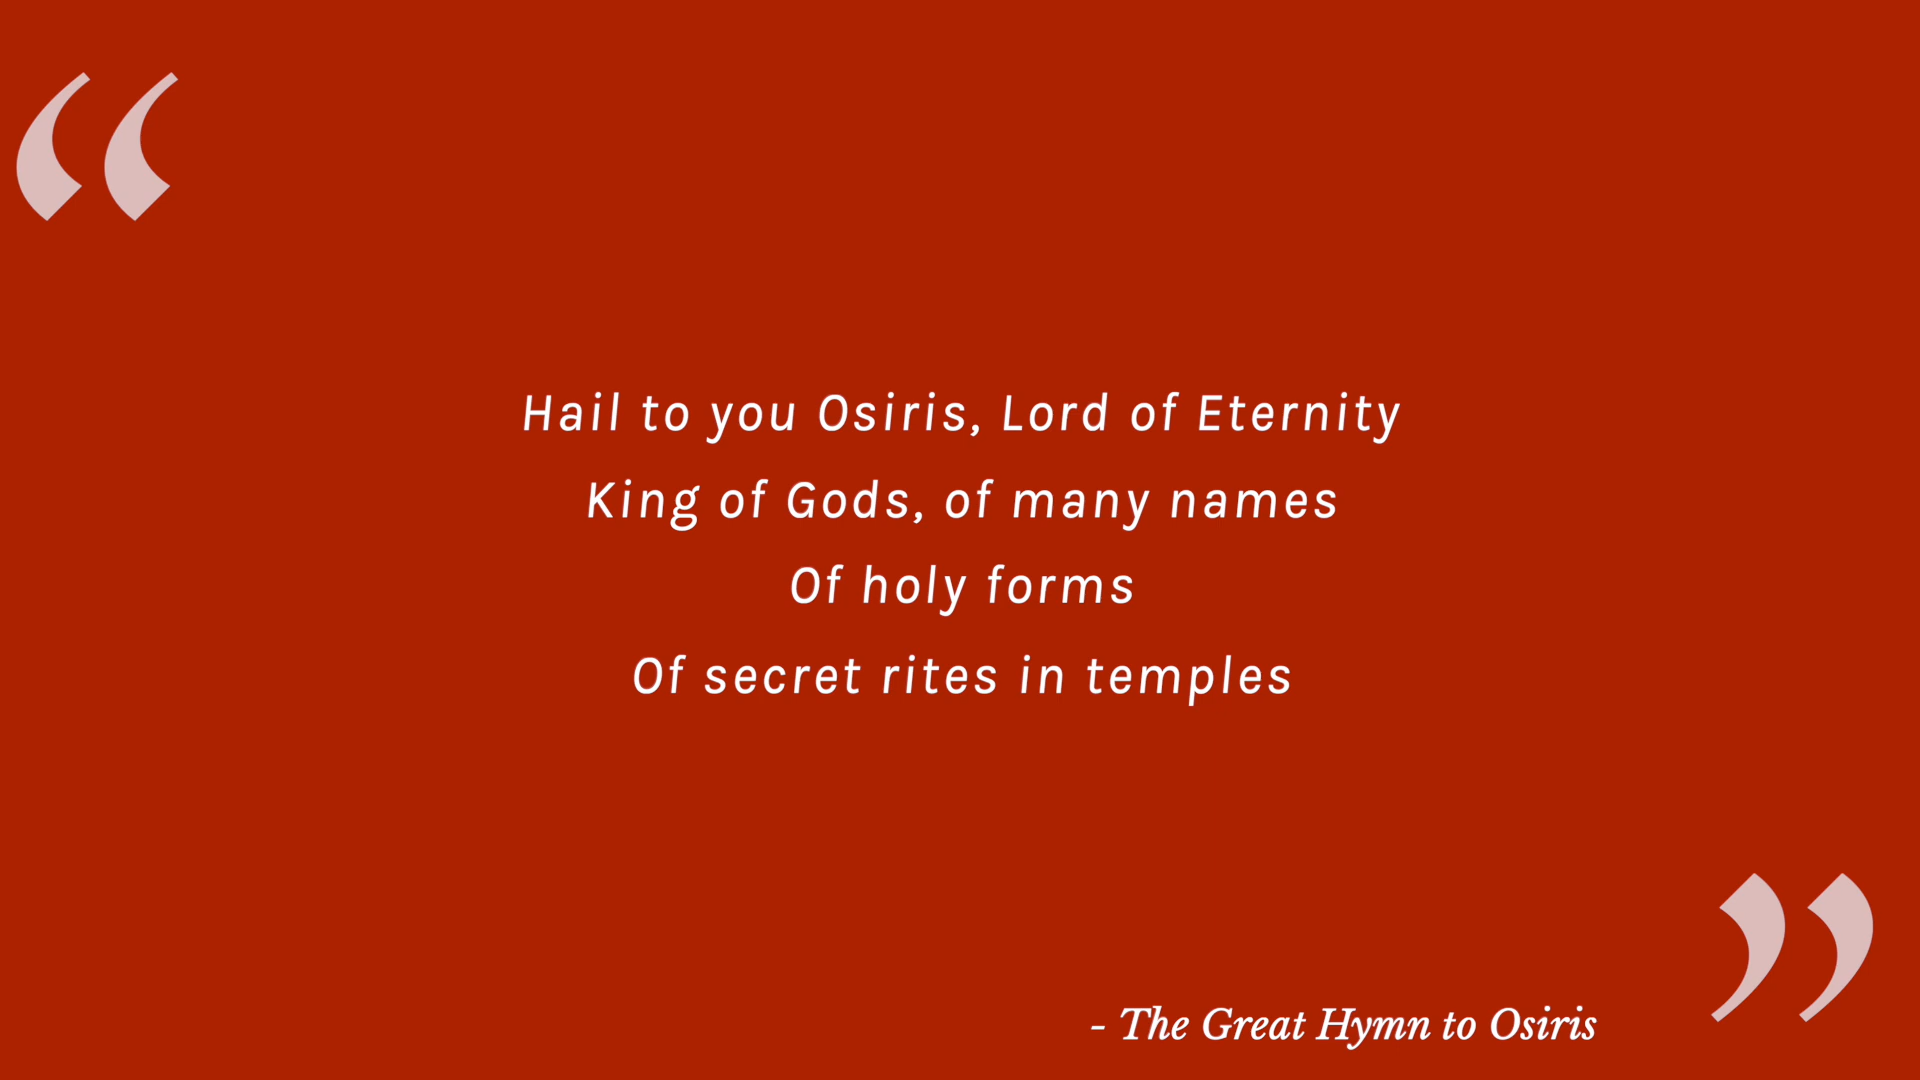 “
Hail to you Osiris, Lord of Eternity
King of Gods, of many names
Of holy forms
Of secret rites in temples
”
- The Great Hymn to Osiris